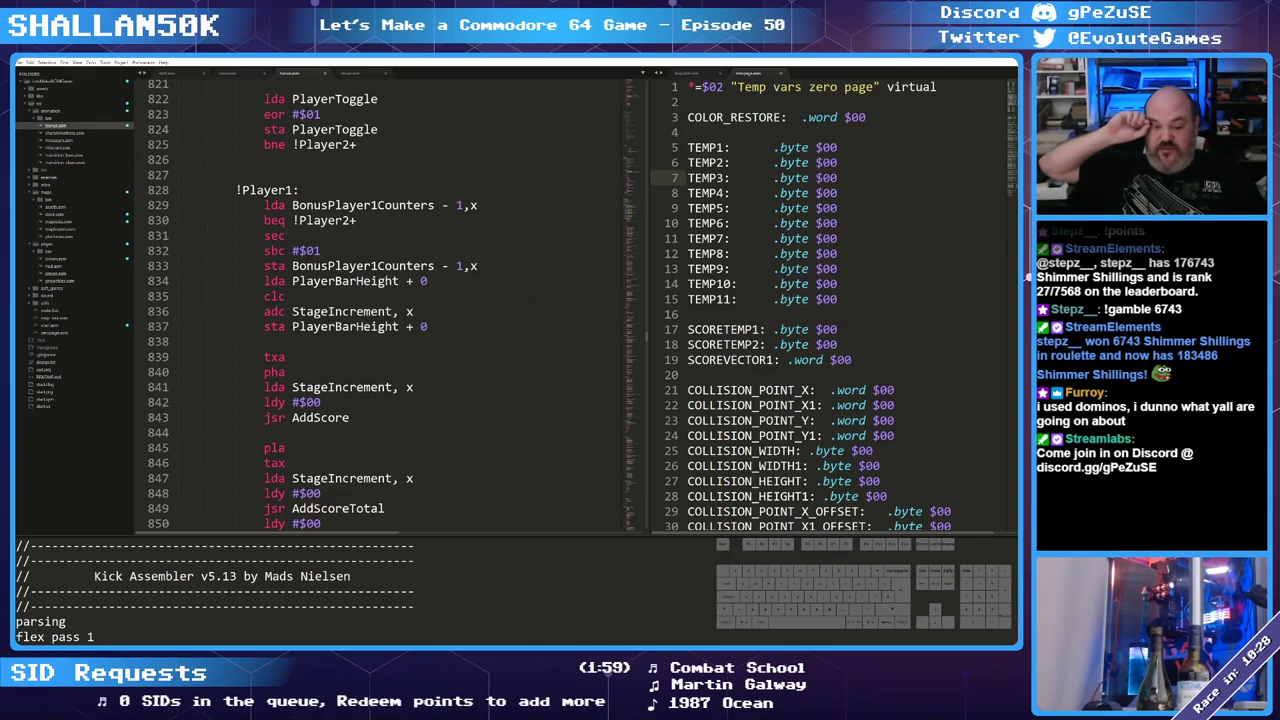 SHALLAN50K
Let's Make a Commodore 64 Game - Episode 50
Discord gPeZuSE
Twitter @EvoluteGames
FOLDERS
821
822 lda PlayerToggle
823 eor #$01
824 sta PlayerToggle
825 bne !Player2+
826
828 !Player1:
829 lda BonusPlayer1Counters - 1,x
830 beq !Player2+
831 sec
832 sbc #$01
833 sta BonusPlayer1Counters - 1,x
834 lda PlayerBarHeight + 0
835 clc
836 adc StageIncrement, x
837 sta PlayerBarHeight + 0
838
839 txa
840 pha
841 lda StageIncrement, x
842 ldy #$00
843 jsr AddScore
844
845 pla
846 tax
847 lda StageIncrement, x
848 ldy #$00
849 jsr AddScoreTotal
850 ldy #$00
1 *=$02 "Temp vars zero page" virtual
2
3 COLOR_RESTORE: .word $00
4
5 TEMP1: .byte $00
6 TEMP2: .byte $00
7 TEMP3: .byte $00
8 TEMP4: .byte $00
9 TEMP5: .byte $00
10 TEMP6: .byte $00
11 TEMP7: .byte $00
12 TEMP8: .byte $00
13 TEMP9: .byte $00
14 TEMP10: .byte $00
15 TEMP11: .byte $00
16
17 SCORETEMP1: .byte $00
18 SCORETEMP2: .byte $00
19 SCOREVECTOR1: .word $00
20
21 COLLISION_POINT_X: .word $00
22 COLLISION_POINT_X1: .word $00
23 COLLISION_POINT_Y: .word $00
24 COLLISION_POINT_Y1: .word $00
25 COLLISION_WIDTH: .byte $00
26 COLLISION_WIDTH1: .byte $00
27 COLLISION_HEIGHT: .byte $00
28 COLLISION_HEIGHT1: .byte $00
29 COLLISION_POINT_X_OFFSET: .byte $00
30 COLLISION_POINT_X1_OFFSET: .byte $00
//------------------------------------------------------
//------------------------------------------------------
// Kick Assembler v5.13 by Mads Nielsen
//------------------------------------------------------
//------------------------------------------------------
parsing
flex pass 1
Stepz__: !points
StreamElements:
@stepz__, stepz__ has 176743
Shimmer Shillings and is rank
27/7568 on the leaderboard.
Stepz__: !gamble 6743
StreamElements:
stepz__ won 6743 Shimmer Shillings
in roulette and now has 183486
Shimmer Shillings!
Furroy:
i used dominos, i dunno what yall are
going on about
Streamlabs:
Come join in on Discord @
discord.gg/gPeZuSE
Race in: 10:28
SID Requests
0 SIDs in the queue, Redeem points to add more
(1:59) Combat School
Martin Galway
1987 Ocean